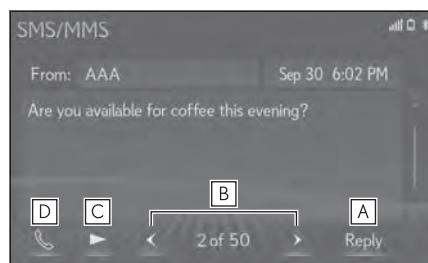 SMS/MMS
From: AAA Sep 30 6:02 PM
Are you available for coffee this evening?
B
D C A
2 of 50 Reply